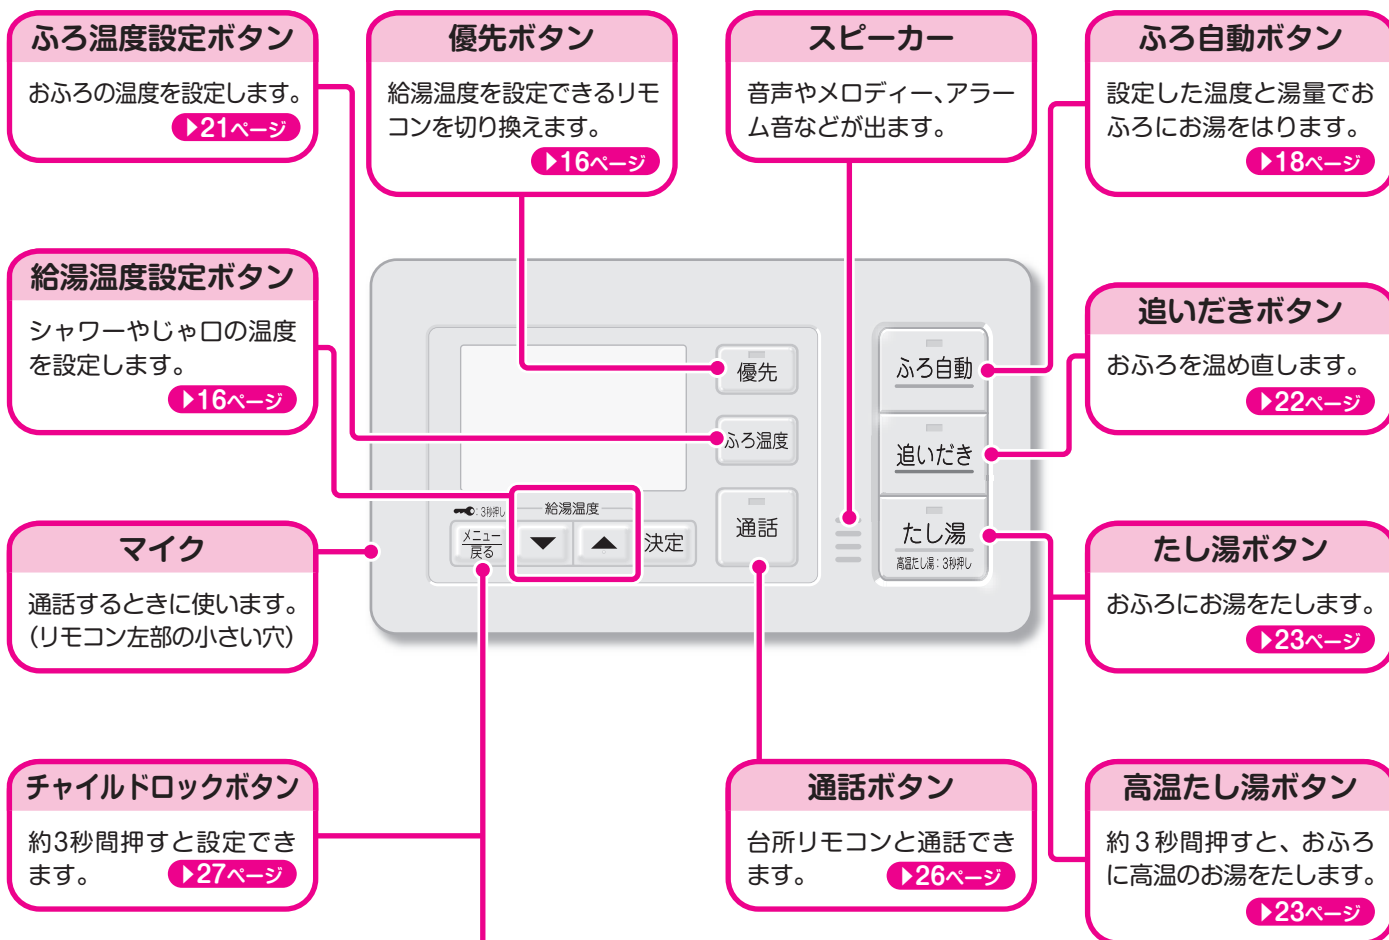 ふろ温度設定ボタン
おふろの温度を設定します。
▶21ページ
優先ボタン
給湯温度を設定できるリモ
コンを切り換えます。
▶16ページ
スピーカー
音声やメロディー、アラー
ム音などが出ます。
ふろ自動ボタン
設定した温度と湯量でお
ふろにお湯をはります。
▶18ページ
給湯温度設定ボタン
シャワーやじゃ口の温度
を設定します。
▶16ページ
追いだきボタン
おふろを温め直します。
▶22ページ
優先
ふろ温度
:3秒押し
給湯温度
メニュー
戻る
▼
▲
決定
通話
ふろ自動
追いだき
たし湯
高温たし湯:3秒押し
マイク
通話するときに使います。
(リモコン左部の小さい穴)
たし湯ボタン
おふろにお湯をたします。
▶23ページ
チャイルドロックボタン
約3秒間押すと設定でき
ます。 ▶27ページ
通話ボタン
台所リモコンと通話でき
ます。 ▶26ページ
高温たし湯ボタン
約3秒間押すと、おふろ
に高温のお湯をたします。
▶23ページ